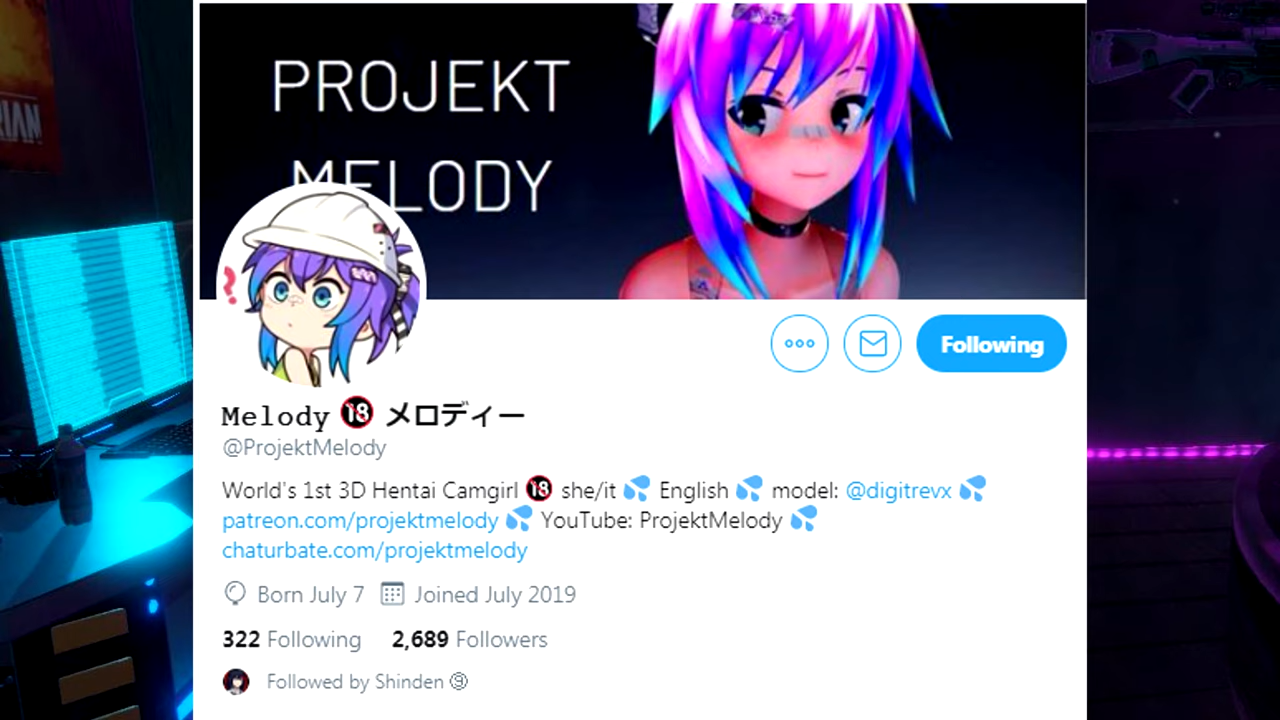 PROJEKT
MELODY
Following
Melody 🔞 メロディー
@ProjektMelody
World's 1st 3D Hentai Camgirl 🔞 she/it 💦 English 💦 model: @digitrevx 💦
patreon.com/projektmelody 💦 YouTube: ProjektMelody 💦
chaturbate.com/projektmelody
Born July 7 Joined July 2019
322 Following 2,689 Followers
Followed by Shinden